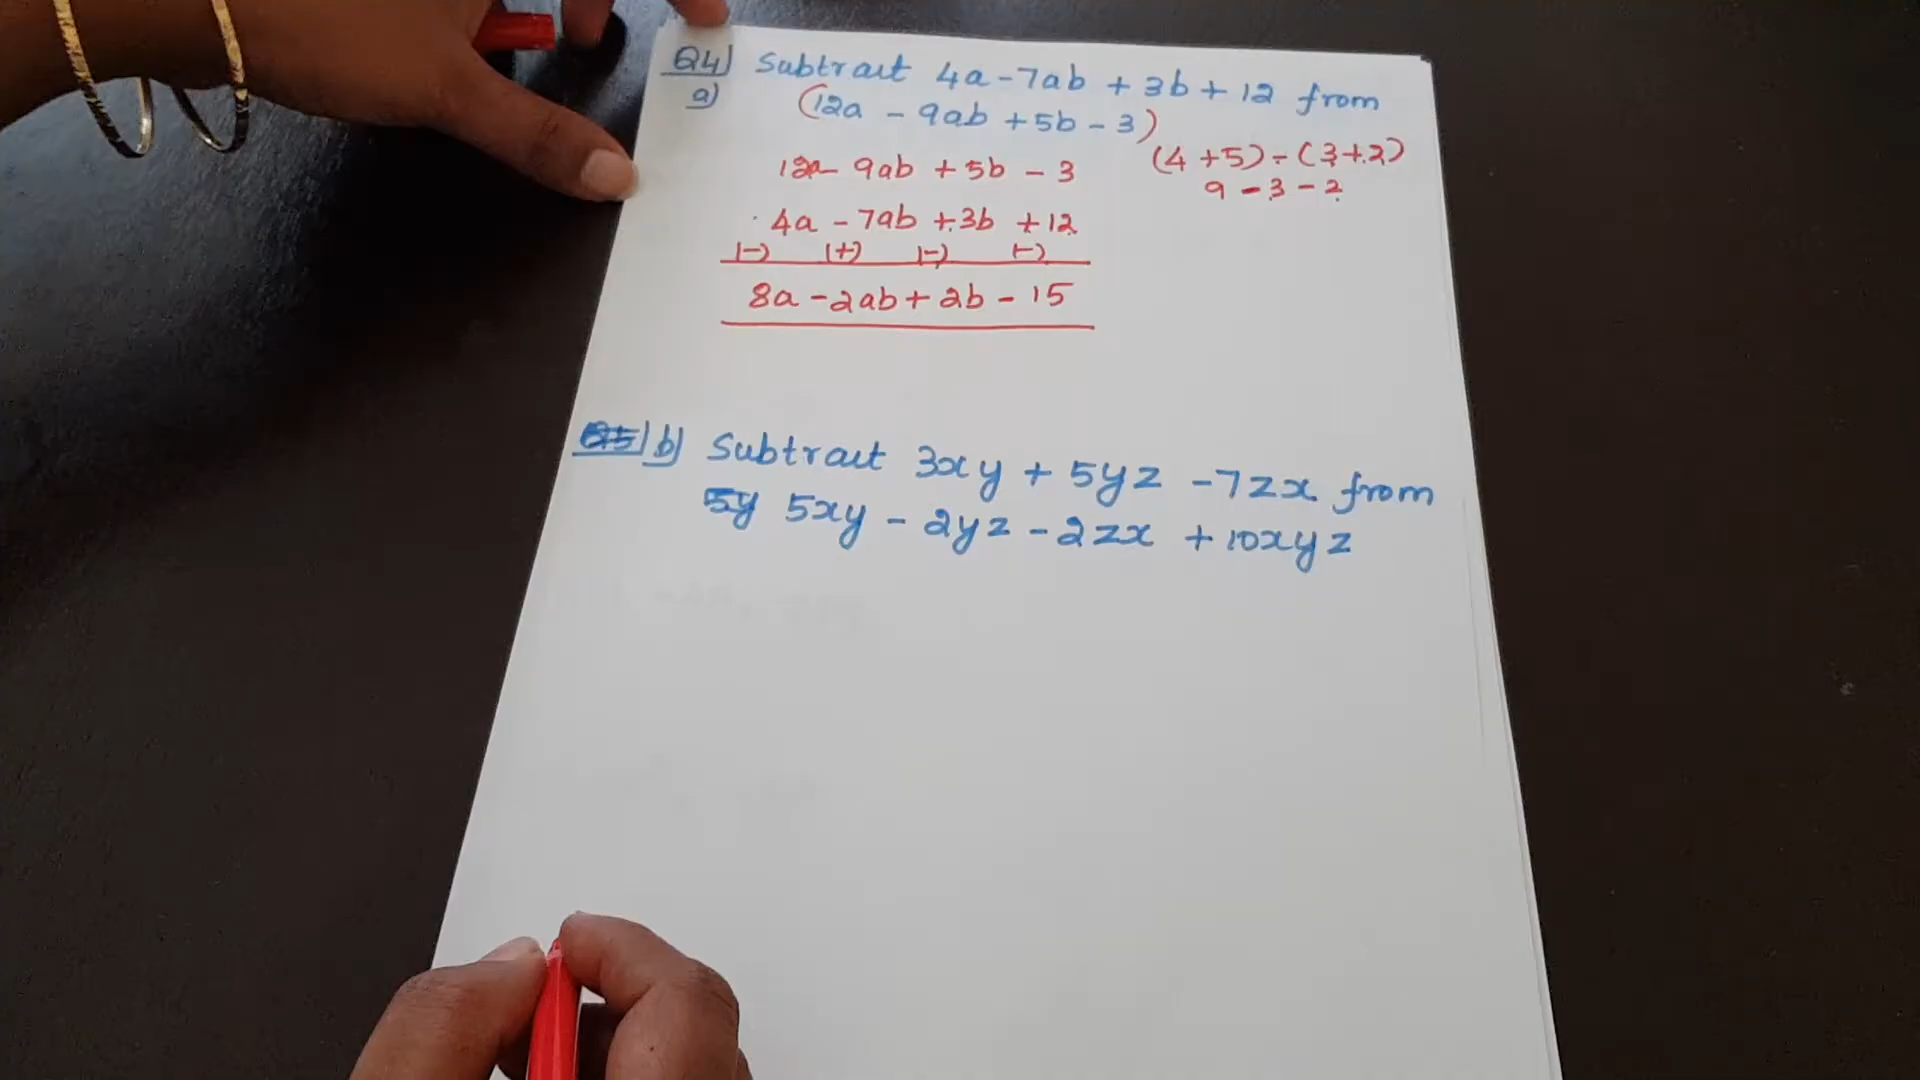 Q4) Subtract 4a - 7ab + 3b + 12 from
a) (12a - 9ab + 5b - 3)
(4 + 5) - (3 + 2)
9 - 3 - 2
12a - 9ab + 5b - 3
4a - 7ab + 3b + 12
(-) (+) (-) (-)
8a - 2ab + 2b - 15
Q5) b) Subtract 3xy + 5yz - 7zx from
5y 5xy - 2yz - 2zx + 10xyz